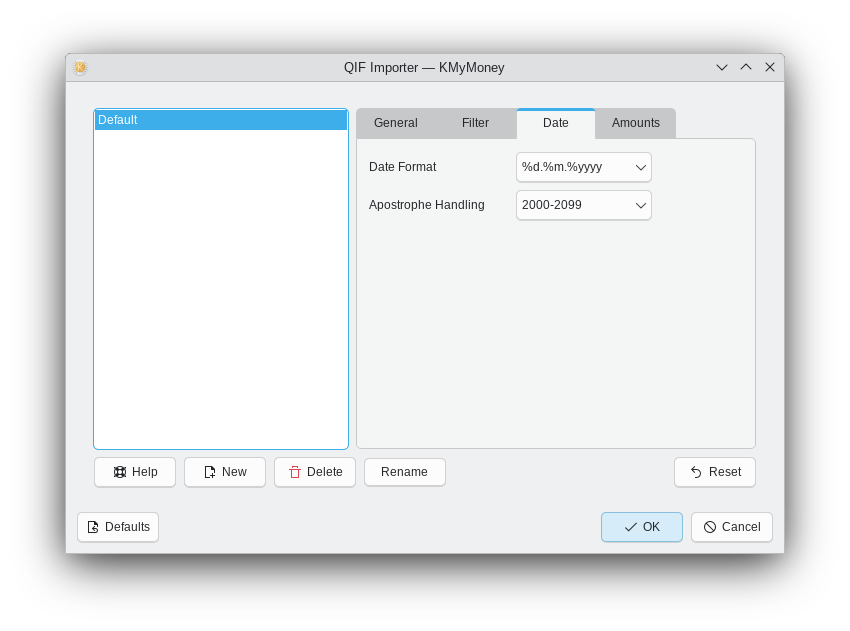 QIF Importer — KMyMoney
Default
General Filter Date Amounts
Date Format %d.%m.%yyyy
Apostrophe Handling 2000-2099
Help New Delete Rename Reset
Defaults OK Cancel